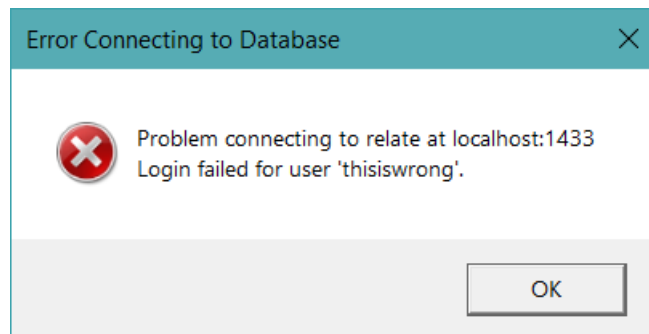 Error Connecting to Database
Problem connecting to relate at localhost:1433
Login failed for user 'thisiswrong'.
OK